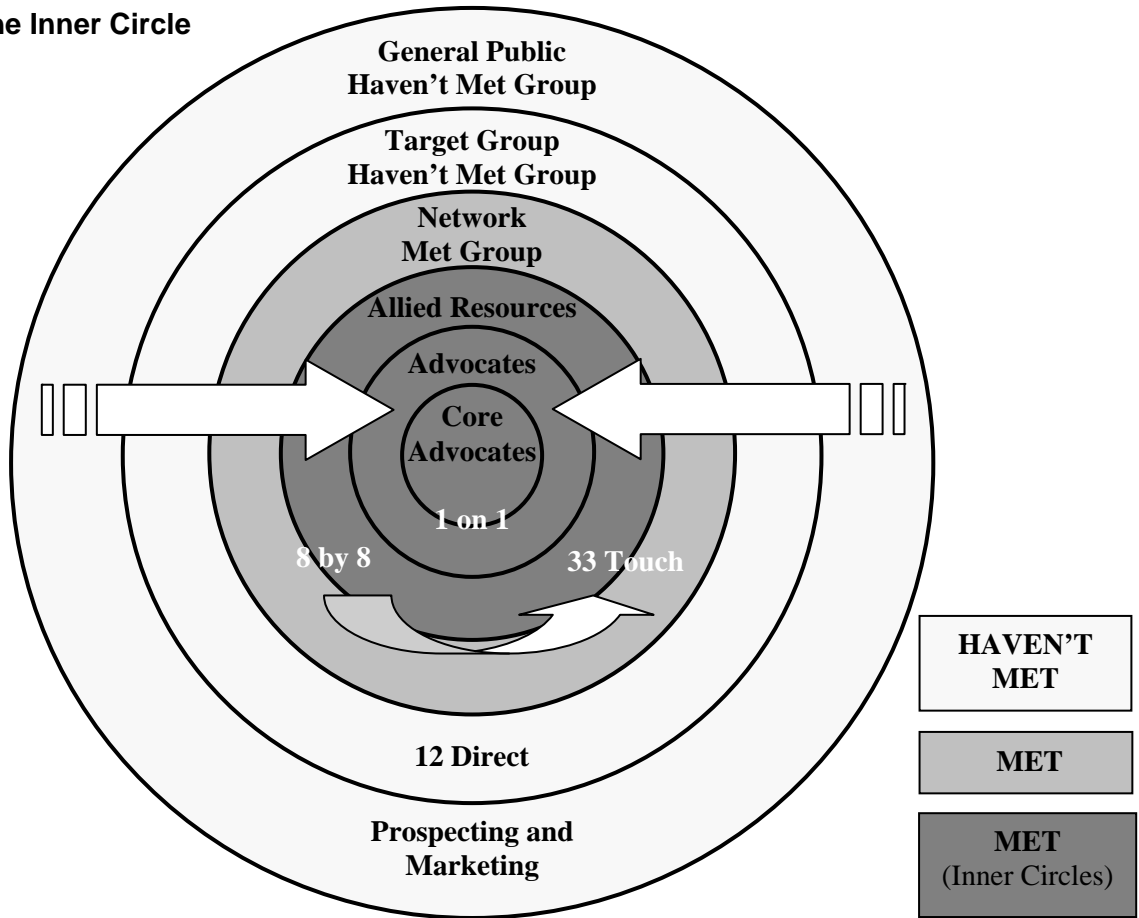 ne Inner Circle
General Public
Haven’t Met Group
Target Group
Haven’t Met Group
Network
Met Group
Allied Resources
Advocates
Core
Advocates
1 on 1
8 by 8
33 Touch
12 Direct
Prospecting and
Marketing
HAVEN’T
MET
MET
MET
(Inner Circles)